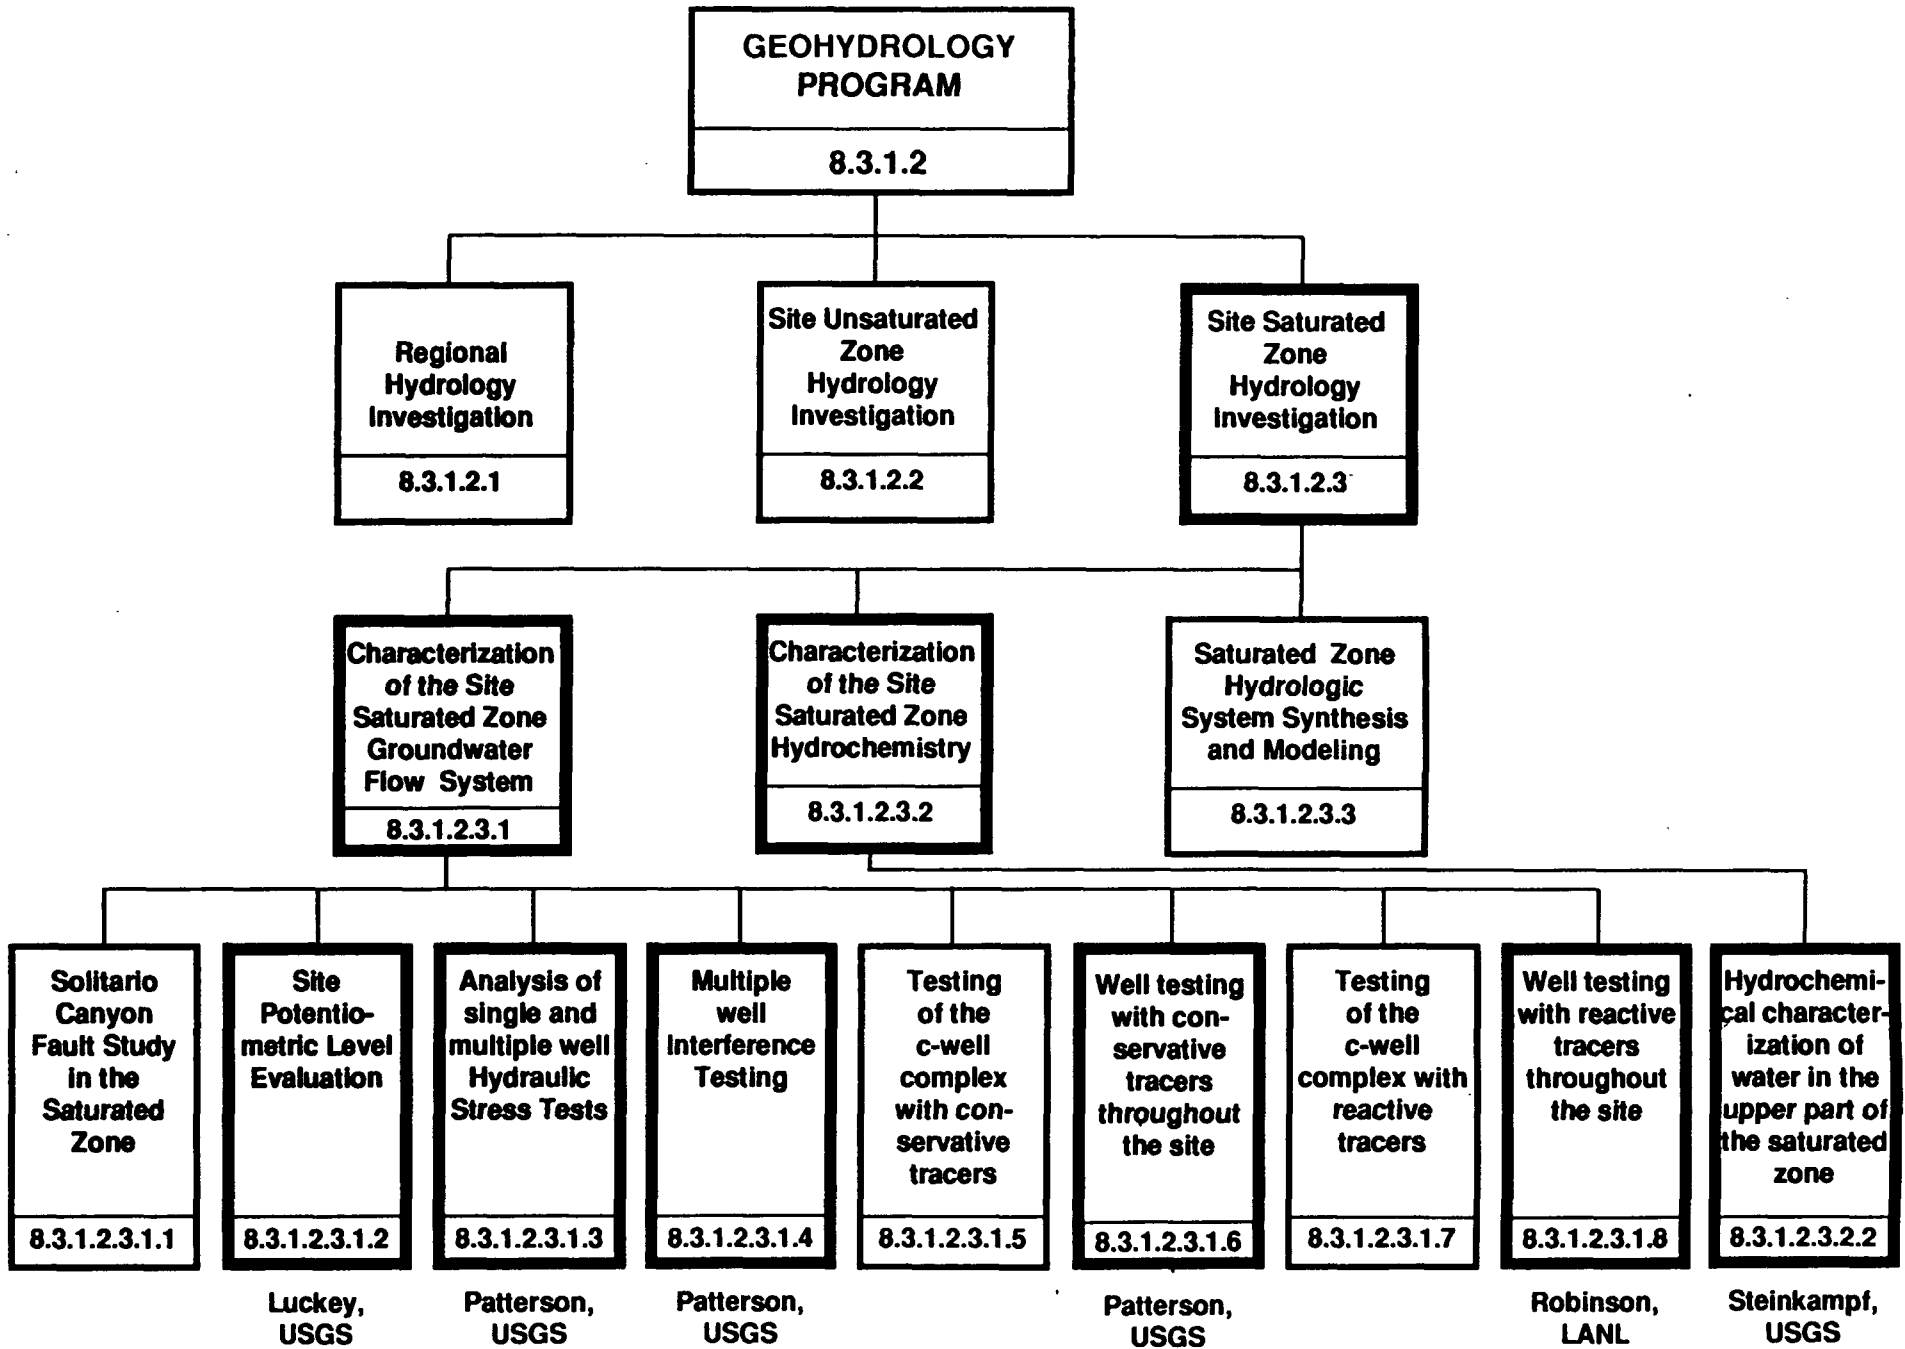 GEOHYDROLOGY
PROGRAM
8.3.1.2
Regional
Hydrology
Investigation
8.3.1.2.1
Site Unsaturated
Zone
Hydrology
Investigation
8.3.1.2.2
Site Saturated
Zone
Hydrology
Investigation
8.3.1.2.3
Characterization
of the Site
Saturated Zone
Groundwater
Flow System
8.3.1.2.3.1
Characterization
of the Site
Saturated Zone
Hydrochemistry
8.3.1.2.3.2
Saturated Zone
Hydrologic
System Synthesis
and Modeling
8.3.1.2.3.3
Solitario
Canyon
Fault Study
in the
Saturated
Zone
8.3.1.2.3.1.1
Site
Potentio-
metric Level
Evaluation
8.3.1.2.3.1.2
Luckey,
USGS
Analysis of
single and
multiple well
Hydraulic
Stress Tests
8.3.1.2.3.1.3
Patterson,
USGS
Multiple
well
Interference
Testing
8.3.1.2.3.1.4
Patterson,
USGS
Testing
of the
c-well
complex
with con-
servative
tracers
8.3.1.2.3.1.5
Well testing
with con-
servative
tracers
throughout
the site
8.3.1.2.3.1.6
Patterson,
USGS
Testing
of the
c-well
complex with
reactive
tracers
8.3.1.2.3.1.7
Well testing
with reactive
tracers
throughout
the site
8.3.1.2.3.1.8
Robinson,
LANL
Hydrochemi-
cal character-
ization of
water in the
upper part of
the saturated
zone
8.3.1.2.3.2.2
Steinkampf,
USGS